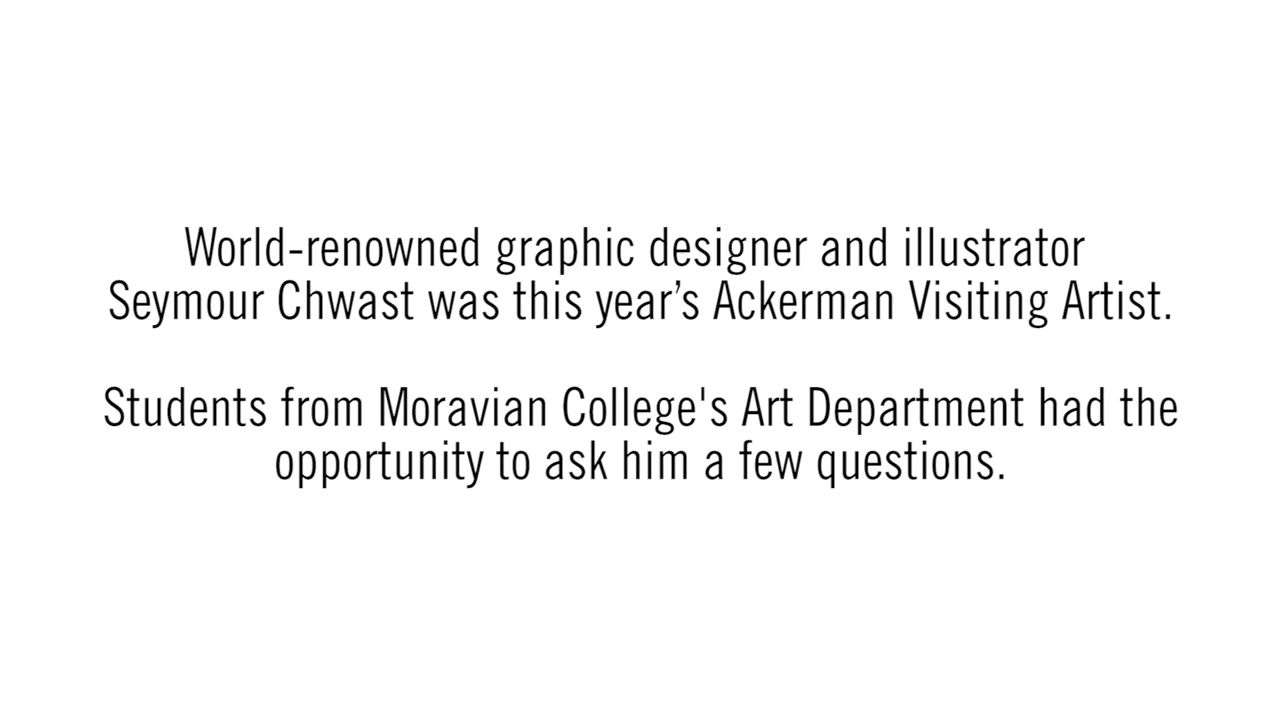 World-renowned graphic designer and illustrator
Seymour Chwast was this year’s Ackerman Visiting Artist.
Students from Moravian College's Art Department had the
opportunity to ask him a few questions.